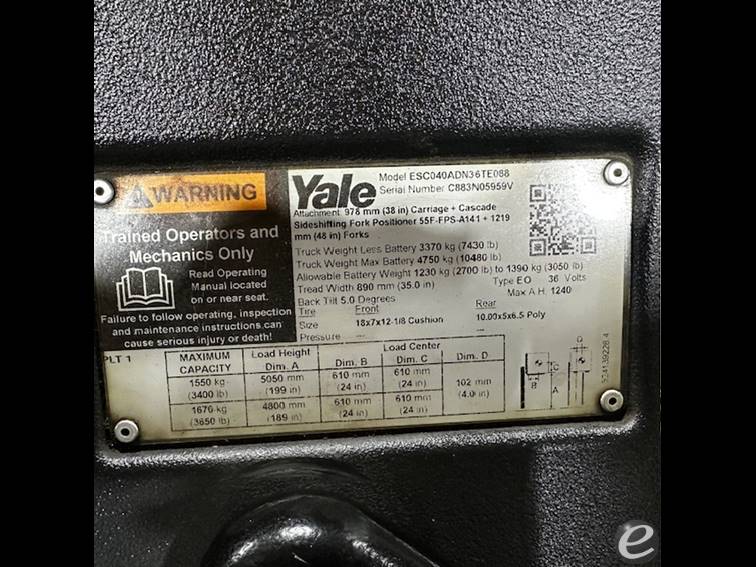 WARNING
Trained Operators and
Mechanics Only
Read Operating
Manual located
on or near seat.
Failure to follow operating, inspection
and maintenance instructions can
cause serious injury or death!
Yale
Model ESC040ADN36TE088
Serial Number C883N05959V
Attachment: 978 mm (38 in) Carriage + Cascade
Sideshifting Fork Positioner 55F-FPS-A141 + 1219
mm (48 in) Forks
Truck Weight Less Battery 3370 kg (7430 lb)
Truck Weight Max Battery 4750 kg (10480 lb)
Allowable Battery Weight 1230 kg (2700 lb) to 1390 kg (3050 lb)
Tread Width 890 mm (35.0 in) Type EO 36 Volts
Back Tilt 5.0 Degrees Max A.H. 1240
Tire Front Rear
Size 18x7x12-1/8 Cushion 10.00x5x6.5 Poly
Pressure --- ---
PLT 1
MAXIMUM CAPACITY Load Height Dim. A Load Center Dim. B Dim. C Dim. D
1550 kg (3400 lb) 5050 mm (199 in) 610 mm (24 in) 610 mm (24 in) 102 mm (4.0 in)
1670 kg (3650 lb) 4800 mm (189 in) 610 mm (24 in) 610 mm (24 in)
D
C
B
A
e